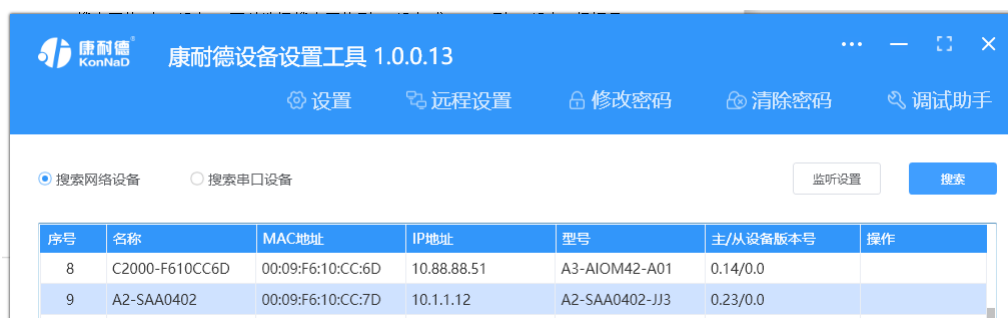 康耐德®
KonNaD
康耐德设备设置工具 1.0.0.13
设置 远程设置 修改密码 清除密码 调试助手
搜索网络设备 搜索串口设备 监听设置 搜索
序号 名称 MAC地址 IP地址 型号 主/从设备版本号 操作
8 C2000-F610CC6D 00:09:F6:10:CC:6D 10.88.88.51 A3-AIOM42-A01 0.14/0.0
9 A2-SAA0402 00:09:F6:10:CC:7D 10.1.1.12 A2-SAA0402-JJ3 0.23/0.0